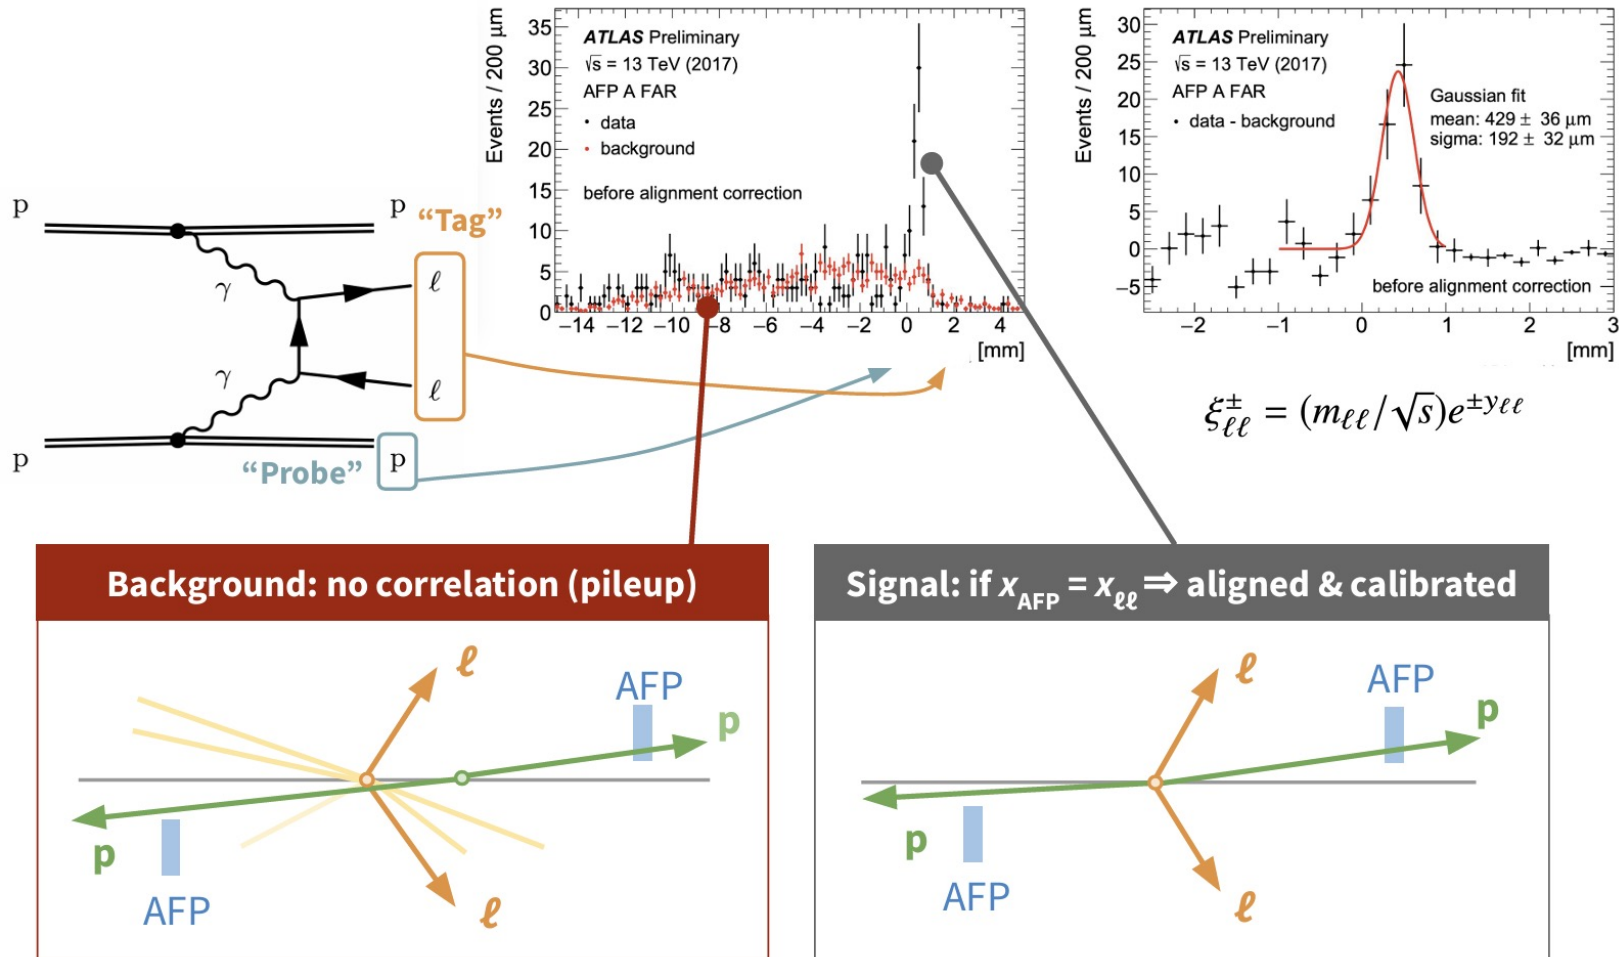 p
p
"Tag"
γ
ℓ
γ
ℓ
p
"Probe"
p
Events / 200 μm
35
30
25
20
15
10
5
0
ATLAS Preliminary
√s = 13 TeV (2017)
AFP A FAR
• data
• background
before alignment correction
−14 −12 −10 −8 −6 −4 −2 0 2 4
[mm]
Events / 200 μm
30
25
20
15
10
5
0
−5
ATLAS Preliminary
√s = 13 TeV (2017)
AFP A FAR
• data - background
Gaussian fit
mean: 429 ± 36 μm
sigma: 192 ± 32 μm
before alignment correction
−2 −1 0 1 2 3
[mm]
ξ±ℓℓ = (mℓℓ/√s)e±yℓℓ
Background: no correlation (pileup)
ℓ
AFP
p
p
AFP
ℓ
Signal: if xAFP = xℓℓ ⇒ aligned & calibrated
ℓ
AFP
p
p
AFP
ℓ